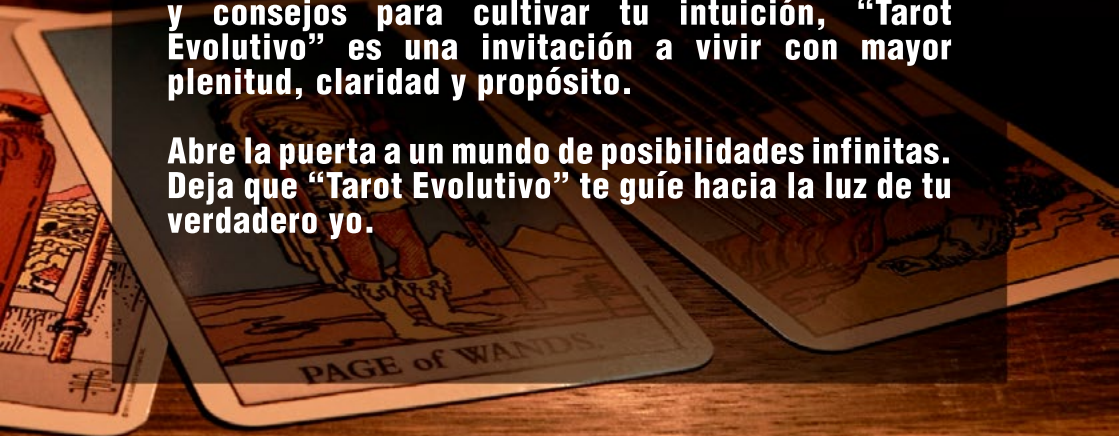 y consejos para cultivar tu intuición, “Tarot
Evolutivo” es una invitación a vivir con mayor
plenitud, claridad y propósito.
Abre la puerta a un mundo de posibilidades infinitas.
Deja que “Tarot Evolutivo” te guíe hacia la luz de tu
verdadero yo.
PAGE of WANDS.